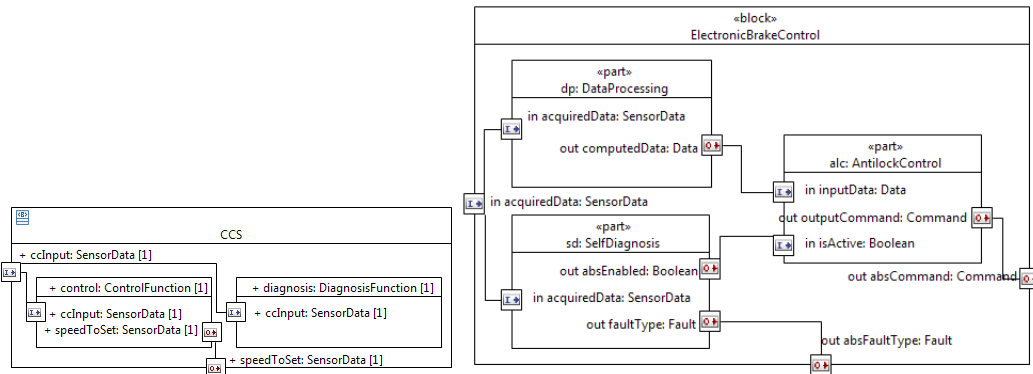 CCS
+ ccInput: SensorData [1]
+ control: ControlFunction [1]
+ ccInput: SensorData [1]
+ speedToSet: SensorData [1]
+ diagnosis: DiagnosisFunction [1]
+ ccInput: SensorData [1]
+ speedToSet: SensorData [1]
«block»
ElectronicBrakeControl
«part»
dp: DataProcessing
in acquiredData: SensorData
out computedData: Data
in acquiredData: SensorData
«part»
sd: SelfDiagnosis
out absEnabled: Boolean
in acquiredData: SensorData
out faultType: Fault
«part»
alc: AntilockControl
in inputData: Data
out outputCommand: Command
in isActive: Boolean
out absCommand: Command
out absFaultType: Fault